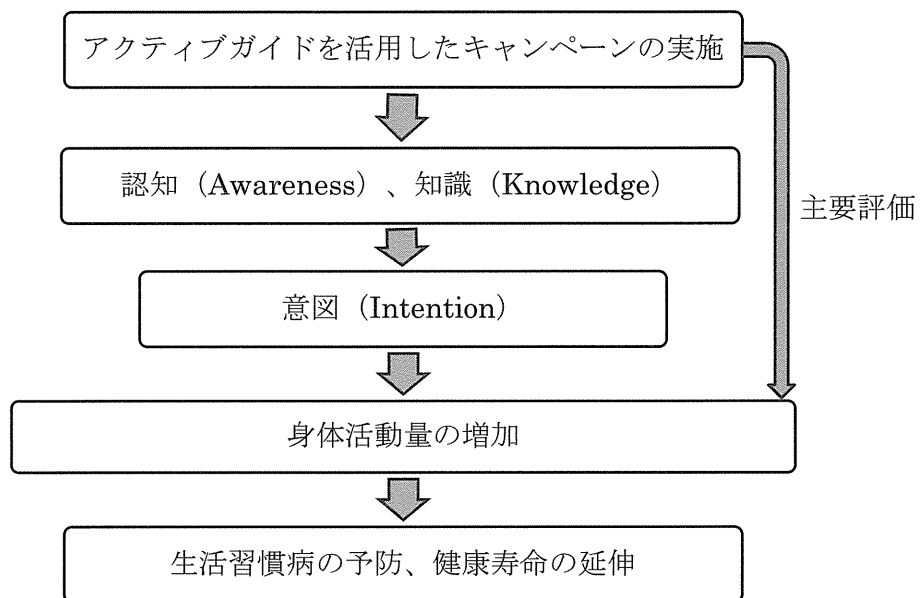 アクティブガイドを活用したキャンペーンの実施
認知（Awareness）、知識（Knowledge）
主要評価
意図（Intention）
身体活動量の増加
生活習慣病の予防、健康寿命の延伸